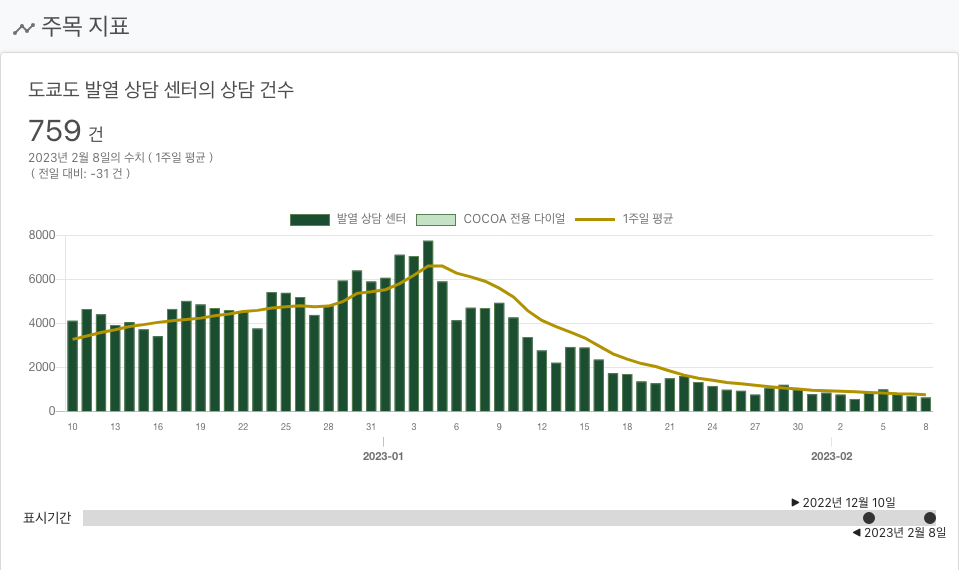 주목 지표
도쿄도 발열 상담 센터의 상담 건수
759 건
2023년 2월 8일의 수치 ( 1주일 평균 )
( 전일 대비: -31 건 )
발열 상담 센터 COCOA 전용 다이얼 1주일 평균
8000
6000
4000
2000
0
10 13 16 19 22 25 28 31 3 6 9 12 15 18 21 24 27 30 2 5 8
2023-01 2023-02
▶ 2022년 12월 10일
표시기간
◀ 2023년 2월 8일